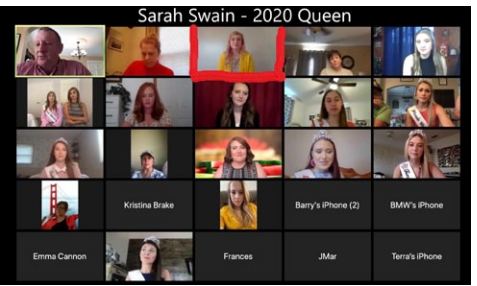 Sarah Swain - 2020 Queen
Kristina Brake
Barry's iPhone (2)
BMW's iPhone
Emma Cannon
Frances
JMar
Terra's iPhone